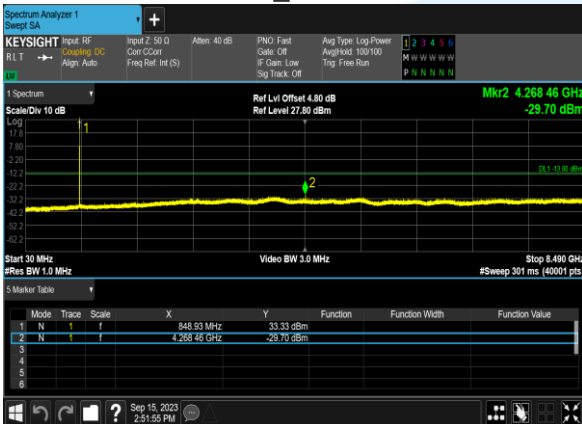 Spectrum Analyzer 1
Swept SA
KEYSIGHT Input: RF Input Z: 50 Ω Atten: 40 dB PNO: Fast Avg Type: Log-Power 1 2 3 4 5 6
RLT Coupling: DC Corr CCorr Gate: Off Avg|Hold: 100/100 M W W W W W
Align: Auto Freq Ref: Int (S) IF Gain: Low Trig: Free Run
LU Sig Track: Off P N N N N N
1 Spectrum Ref Lvl Offset 4.80 dB Mkr2 4.268 46 GHz
Scale/Div 10 dB Ref Level 27.80 dBm -29.70 dBm
Log
17.8
1
7.80
-2.20
-12.2 DL1 -13.00 dBm
-22.2 2
-32.2
-42.2
-52.2
-62.2
Start 30 MHz Video BW 3.0 MHz Stop 8.490 GHz
#Res BW 1.0 MHz #Sweep 301 ms (40001 pts
5 Marker Table
Mode Trace Scale X Y Function Function Width Function Value
1 N 1 f 848.93 MHz 33.33 dBm
2 N 1 f 4.268 46 GHz -29.70 dBm
3
4
5
6
? Sep 15, 2023
2:51:55 PM